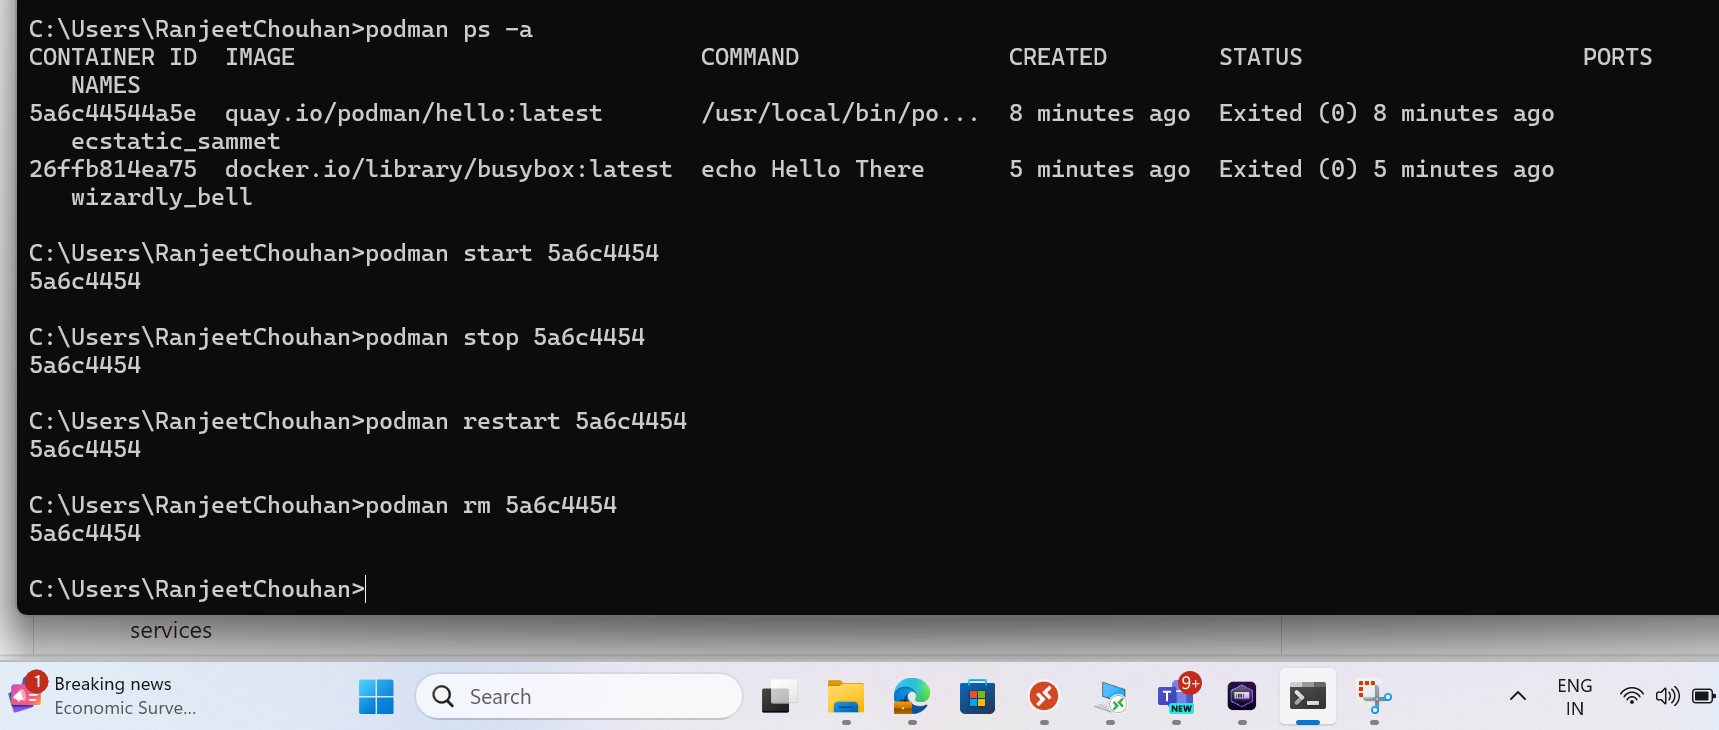 C:\Users\RanjeetChouhan>podman ps -a
CONTAINER ID  IMAGE                             COMMAND               CREATED        STATUS                    PORTS
   NAMES
5a6c44544a5e  quay.io/podman/hello:latest       /usr/local/bin/po...  8 minutes ago  Exited (0) 8 minutes ago
   ecstatic_sammet
26ffb814ea75  docker.io/library/busybox:latest  echo Hello There      5 minutes ago  Exited (0) 5 minutes ago
   wizardly_bell
C:\Users\RanjeetChouhan>podman start 5a6c4454
5a6c4454
C:\Users\RanjeetChouhan>podman stop 5a6c4454
5a6c4454
C:\Users\RanjeetChouhan>podman restart 5a6c4454
5a6c4454
C:\Users\RanjeetChouhan>podman rm 5a6c4454
5a6c4454
C:\Users\RanjeetChouhan>
services
1
Breaking news
Economic Surve...
Search
9+
T
NEW
ENG
IN